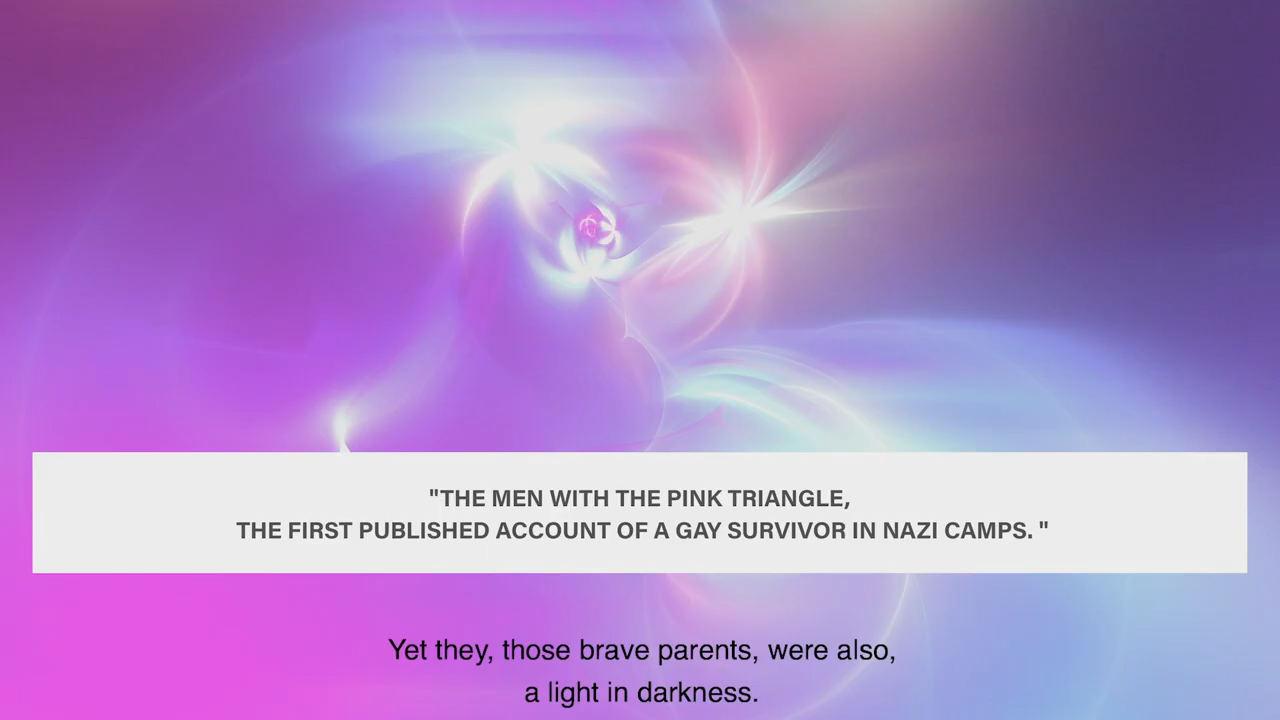 "THE MEN WITH THE PINK TRIANGLE,
THE FIRST PUBLISHED ACCOUNT OF A GAY SURVIVOR IN NAZI CAMPS. "
Yet they, those brave parents, were also,
a light in darkness.